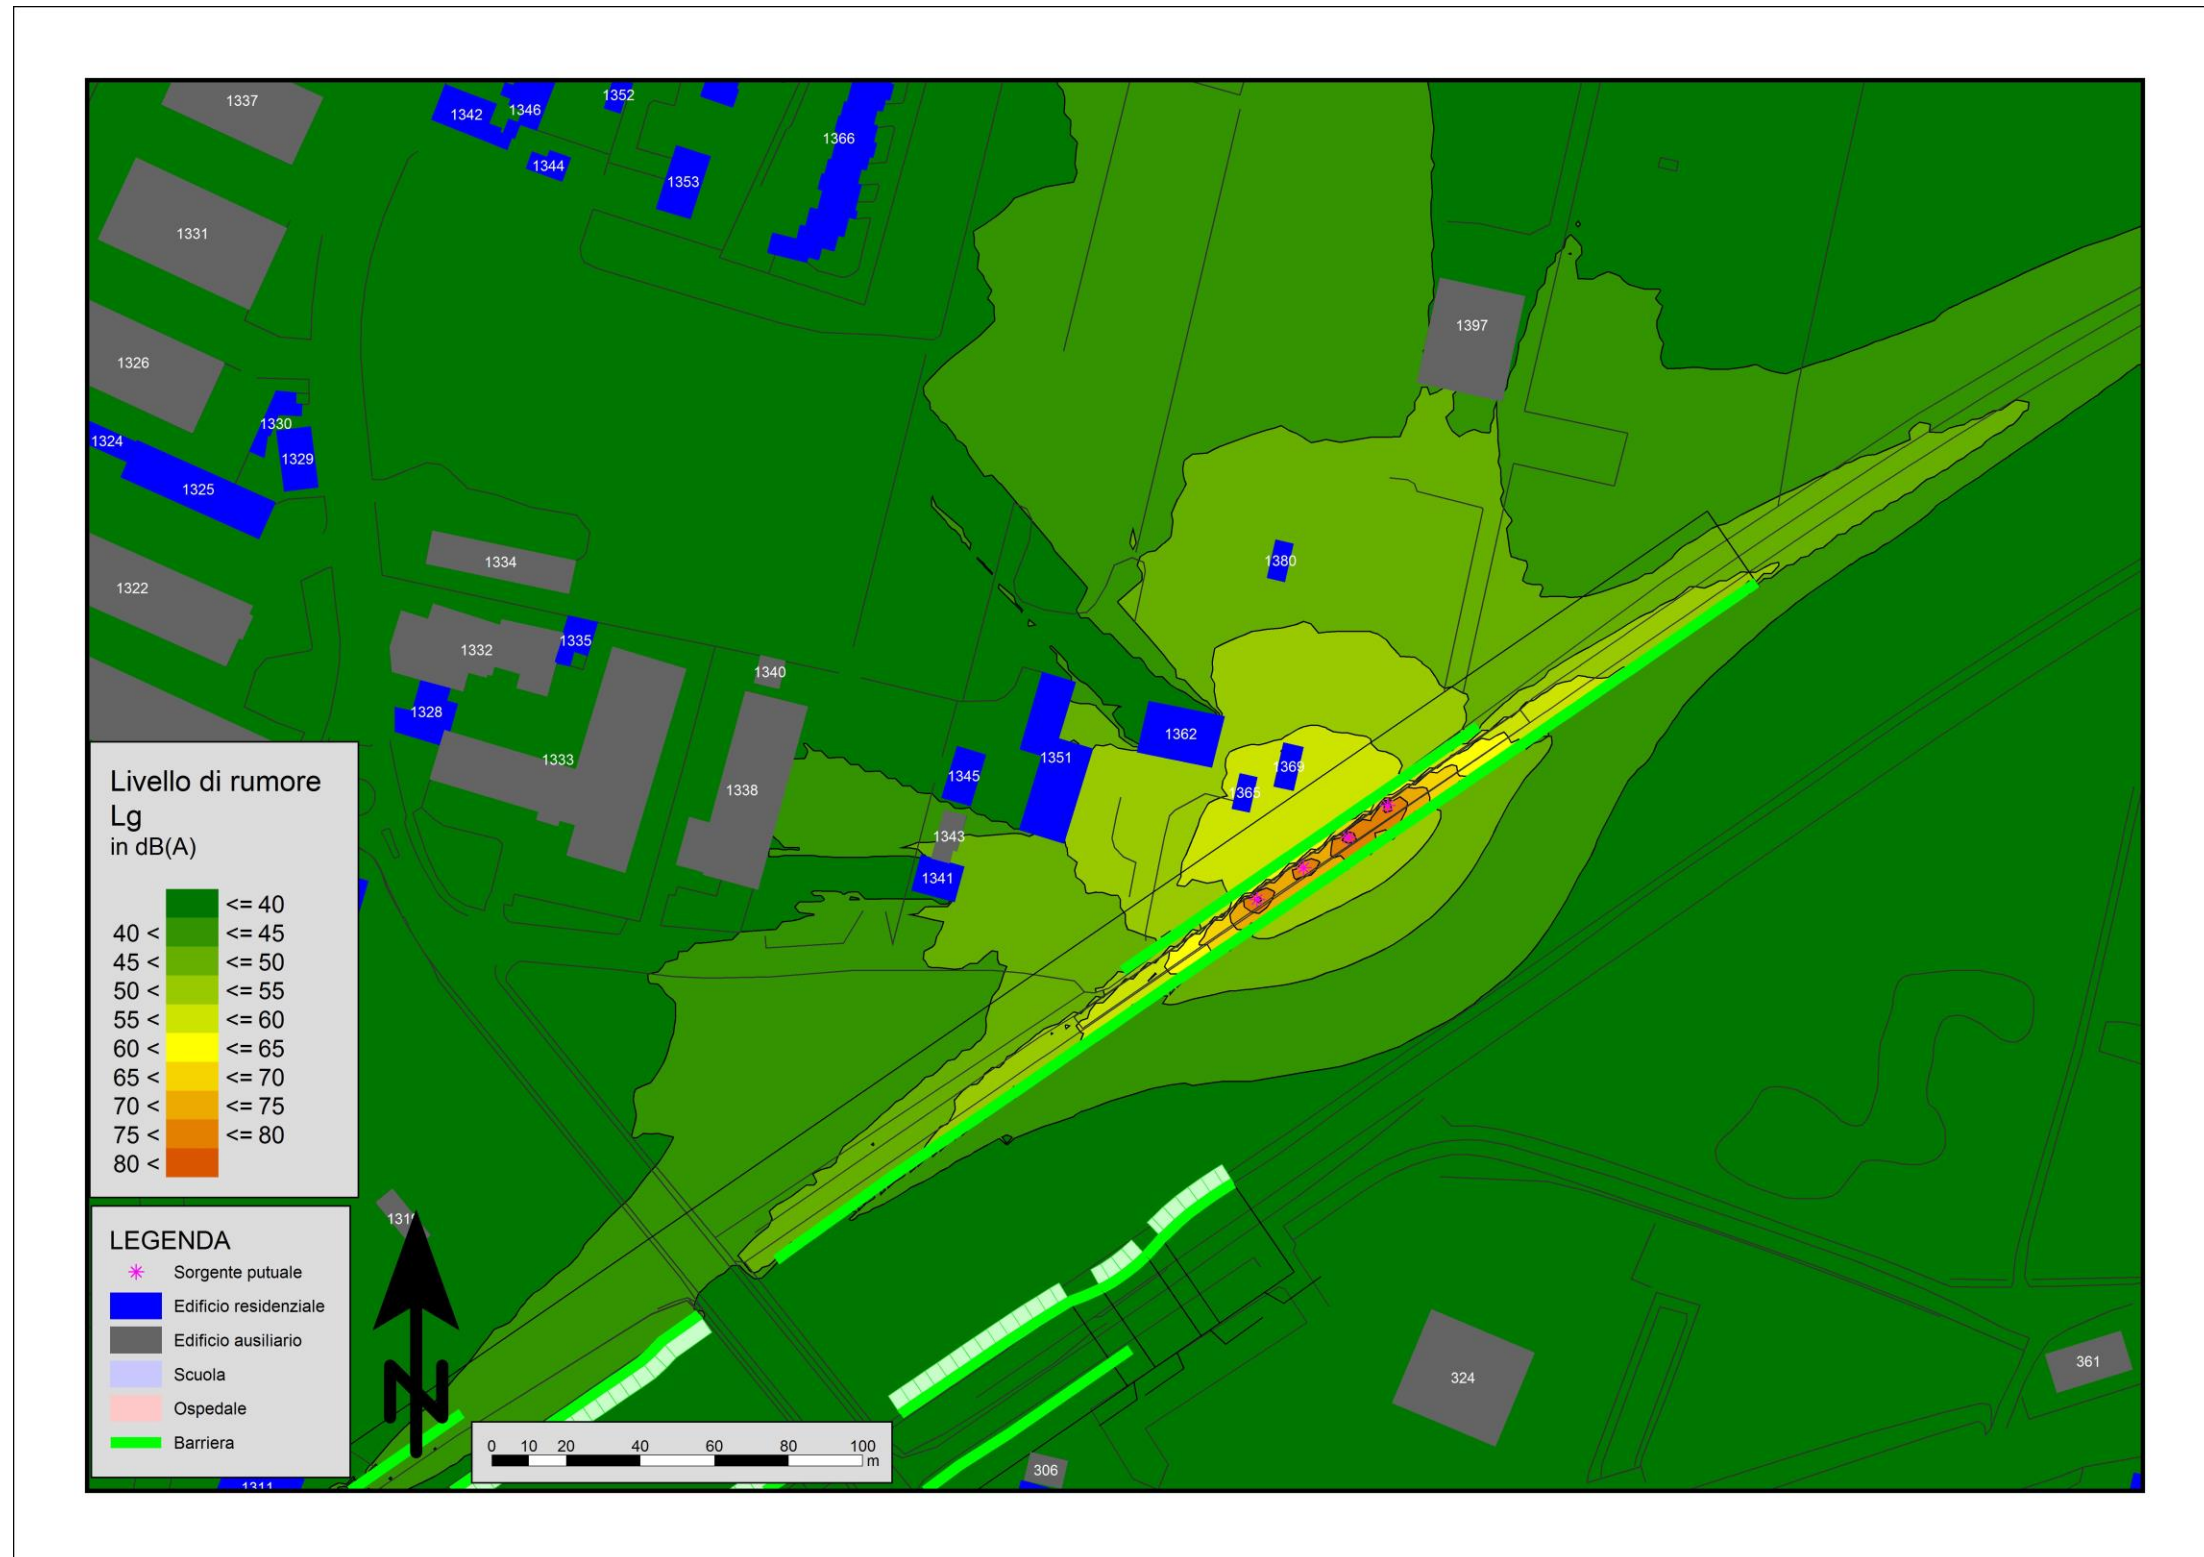 1337
1342
1346
1352
1366
1344
1353
1331
1397
1326
1330
1324
1329
1325
1334
1380
1322
1332
1335
1340
1328
1362
1351
1333
1345
1369
1338
1365
1343
1341
Livello di rumore
Lg
in dB(A)
<= 40
40 < <= 45
45 < <= 50
50 < <= 55
55 < <= 60
60 < <= 65
65 < <= 70
70 < <= 75
75 < <= 80
80 <
LEGENDA
Sorgente putuale
Edificio residenziale
Edificio ausiliario
Scuola
Ospedale
Barriera
N
0 10 20 40 60 80 100
m
324
361
306
1311